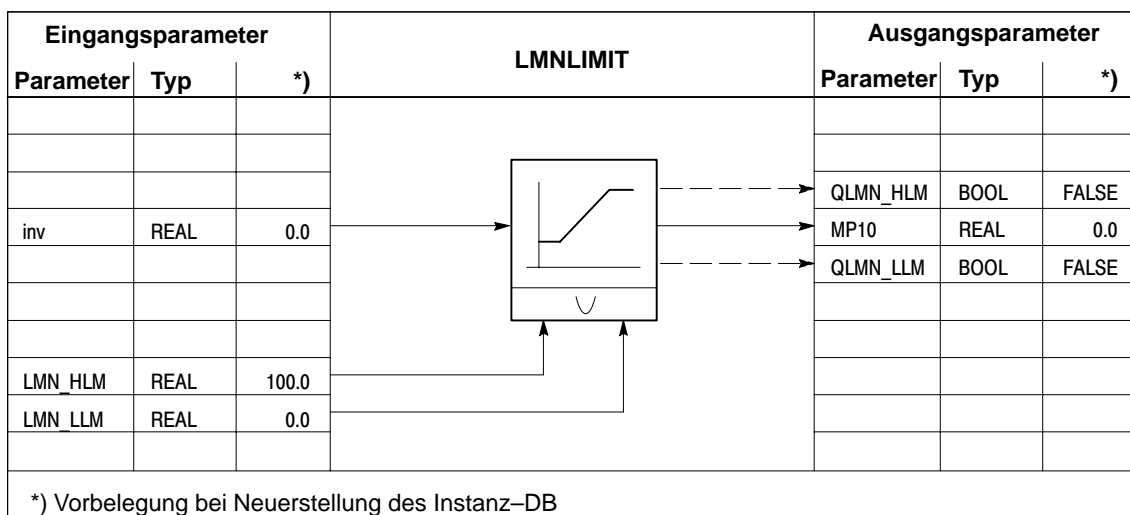 Eingangsparameter LMNLIMIT Ausgangsparameter
Parameter Typ *) Parameter Typ *)
QLMN_HLM BOOL FALSE
inv REAL 0.0 MP10 REAL 0.0
QLMN_LLM BOOL FALSE
LMN_HLM REAL 100.0
LMN_LLM REAL 0.0
*) Vorbelegung bei Neuerstellung des Instanz–DB